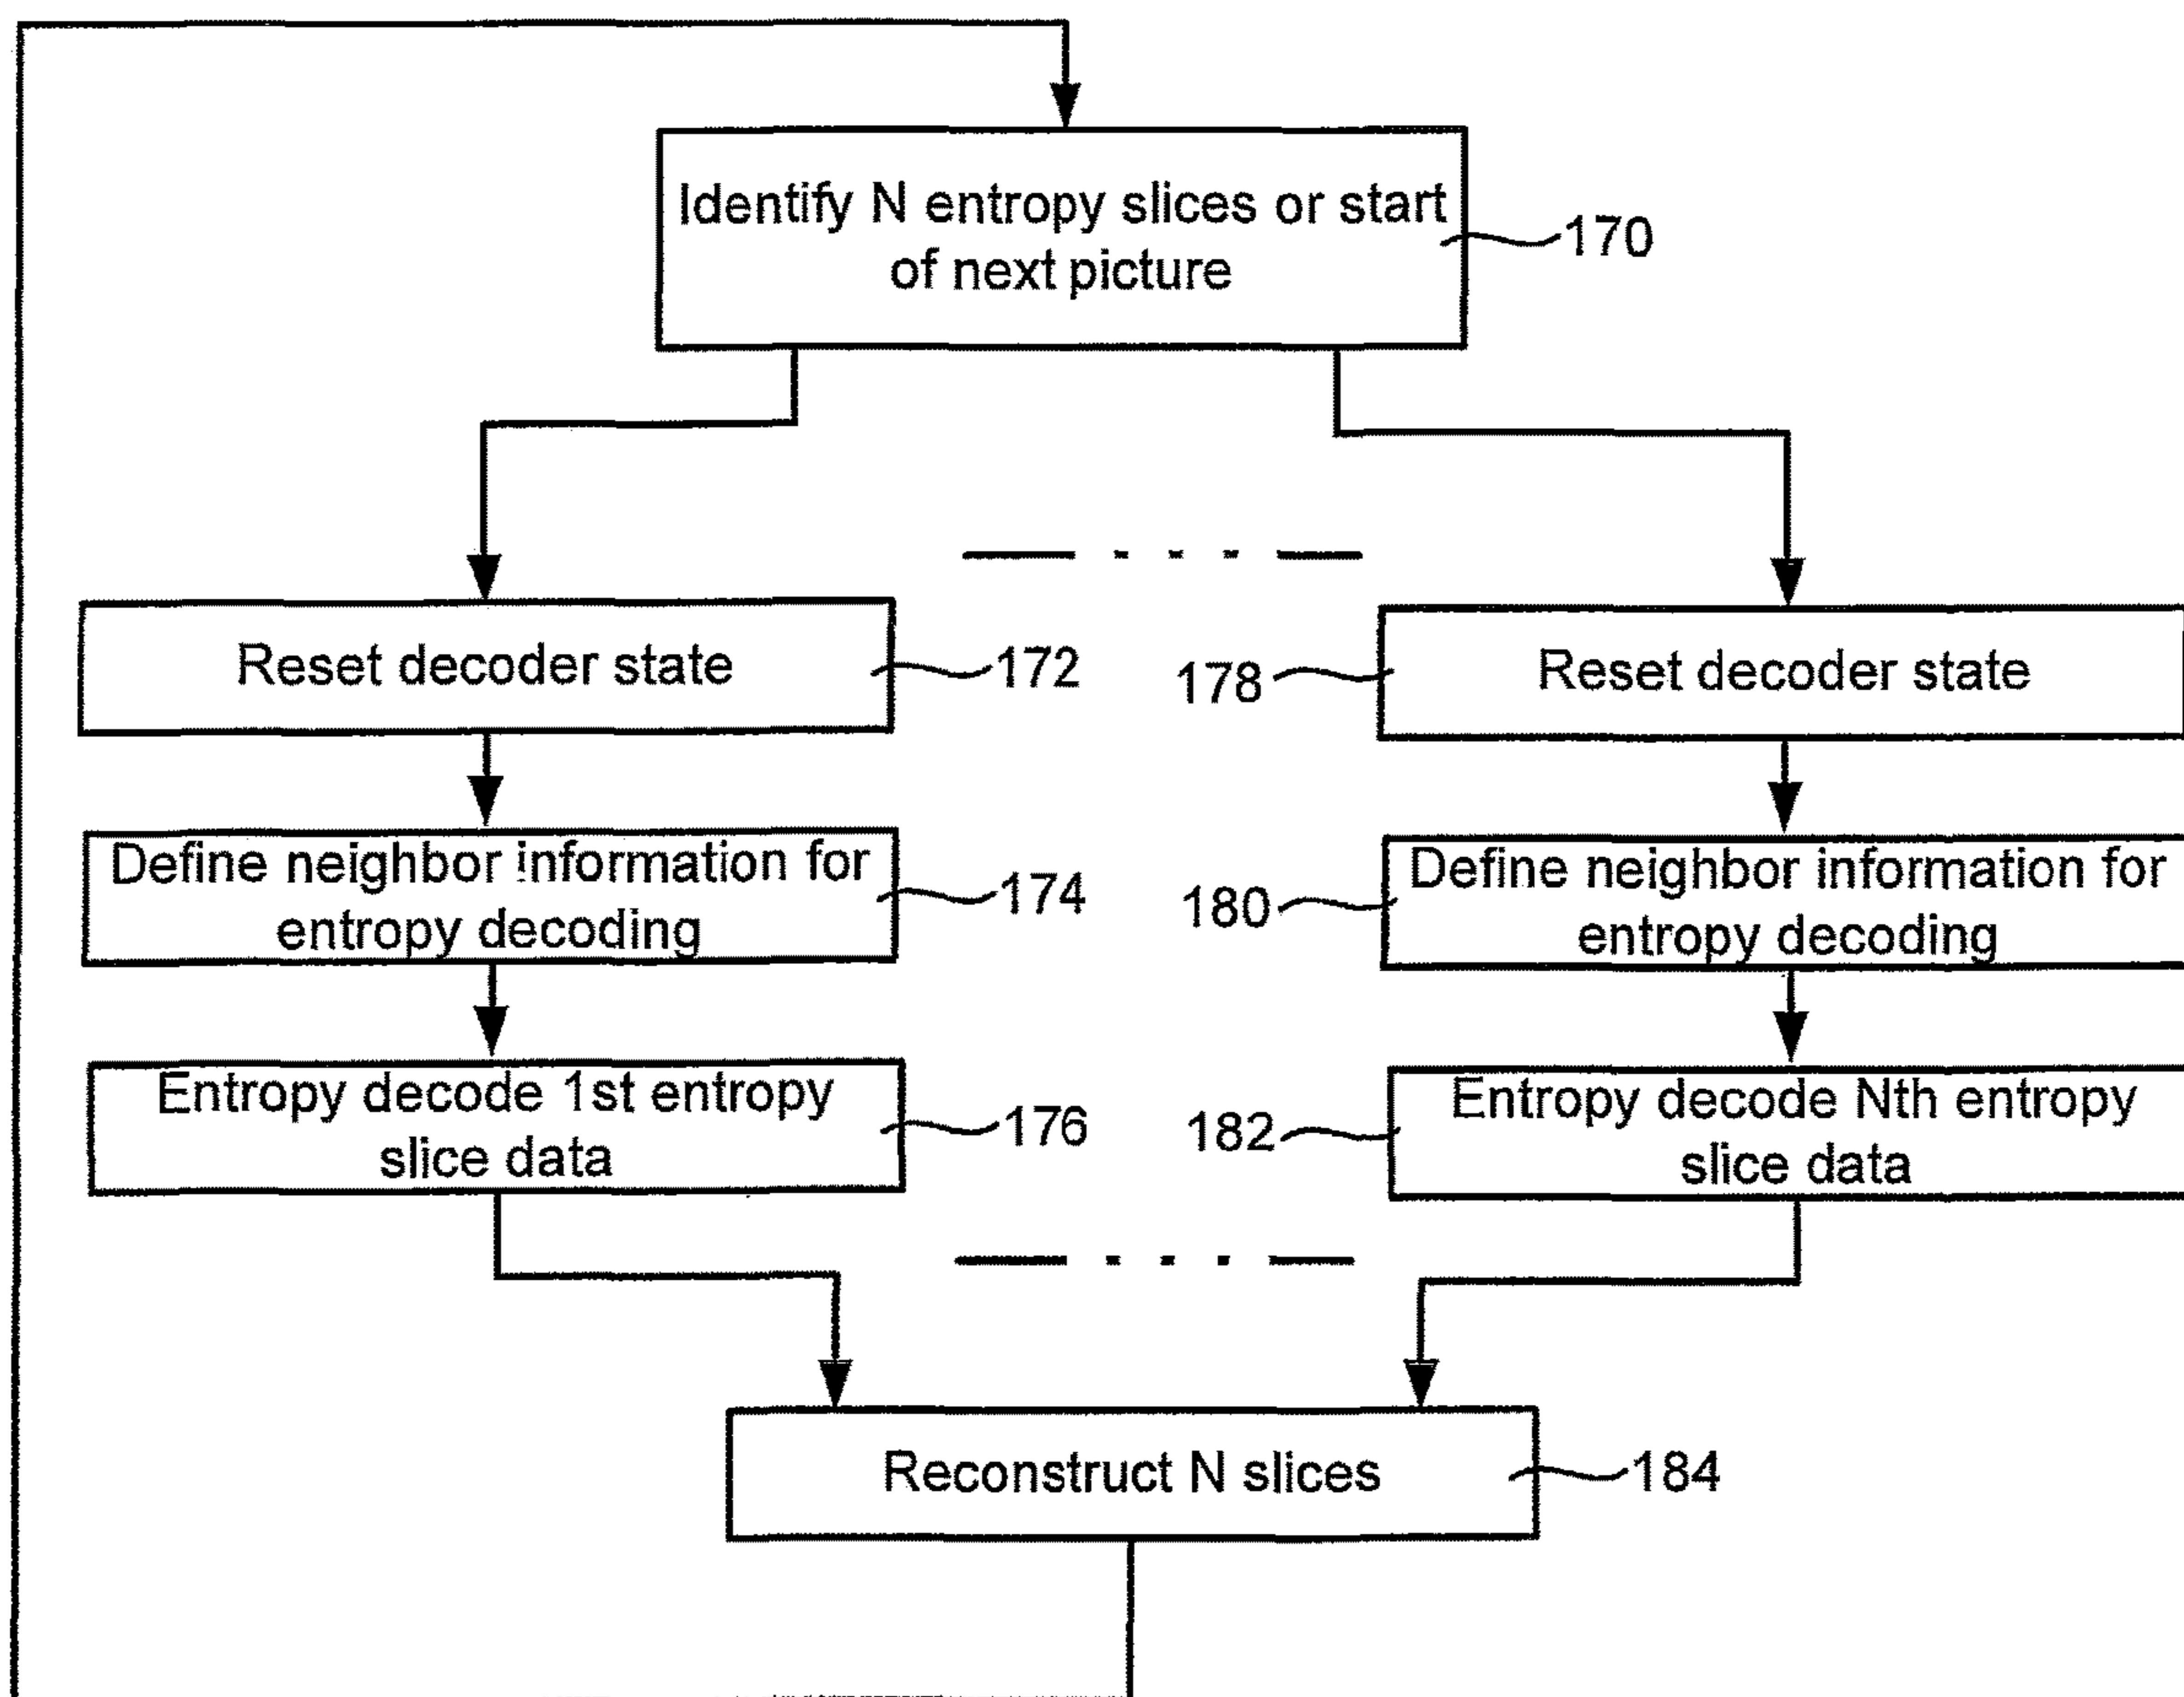 Identify N entropy slices or start
of next picture
170
Reset decoder state
172
178
Reset decoder state
Define neighbor information for
entropy decoding
174
180
Define neighbor information for
entropy decoding
Entropy decode 1st entropy
slice data
176
182
Entropy decode Nth entropy
slice data
Reconstruct N slices
184